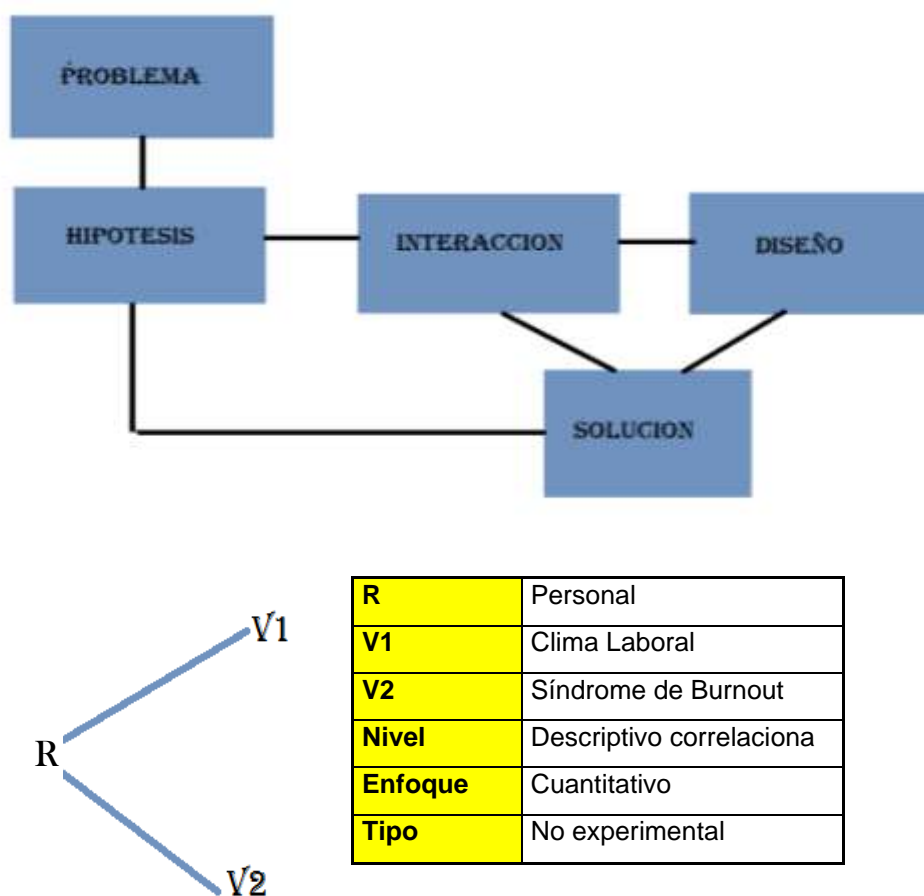 PROBLEMA
HIPOTESIS
INTERACCION
DISEÑO
SOLUCION
V1
R
V2
R Personal
V1 Clima Laboral
V2 Síndrome de Burnout
Nivel Descriptivo correlaciona
Enfoque Cuantitativo
Tipo No experimental